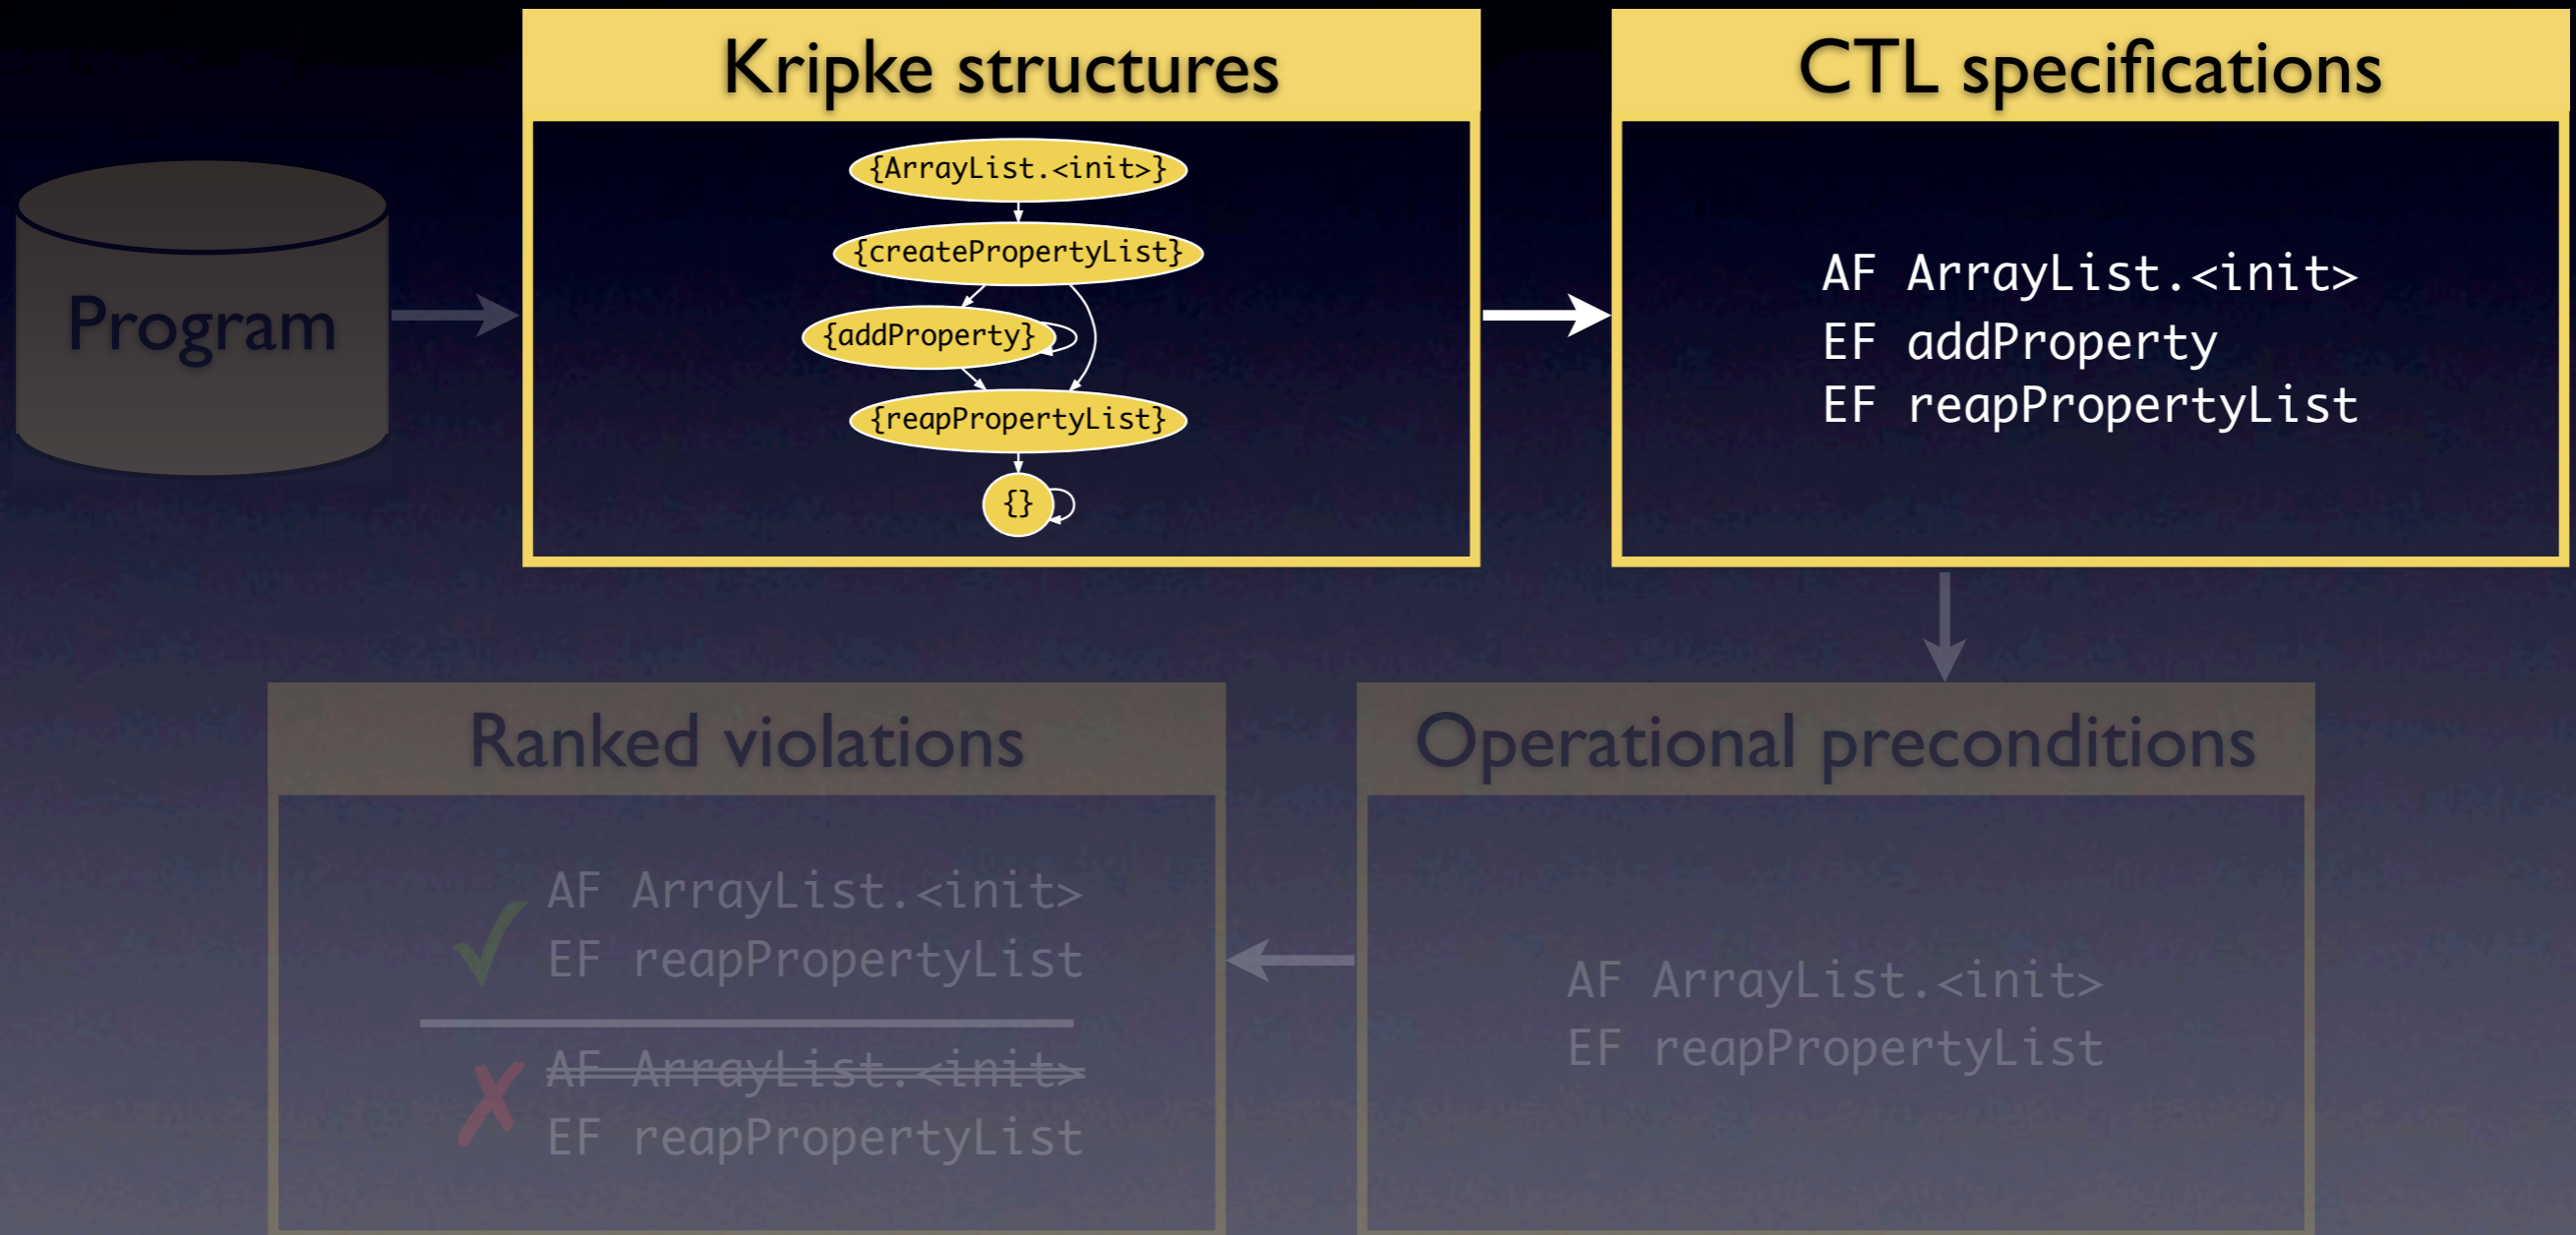 Kripke structures
{ArrayList.<init>}
{createPropertyList}
{addProperty}
{reapPropertyList}
{}
CTL specifications
AF ArrayList.<init>
EF addProperty
EF reapPropertyList
Program
Ranked violations
✓ AF ArrayList.<init>
EF reapPropertyList
✗ AF ArrayList.<init>
EF reapPropertyList
Operational preconditions
AF ArrayList.<init>
EF reapPropertyList